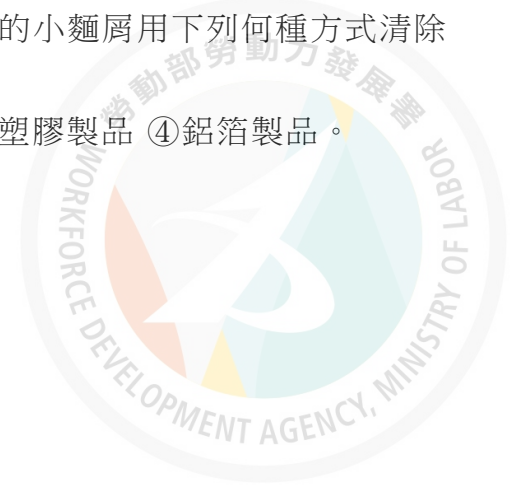 的小麵屑用下列何種方式清除
塑膠製品 ④鋁箔製品。
勞動部勞動力發展署
WORKFORCE DEVELOPMENT AGENCY, MINISTRY OF LABOR